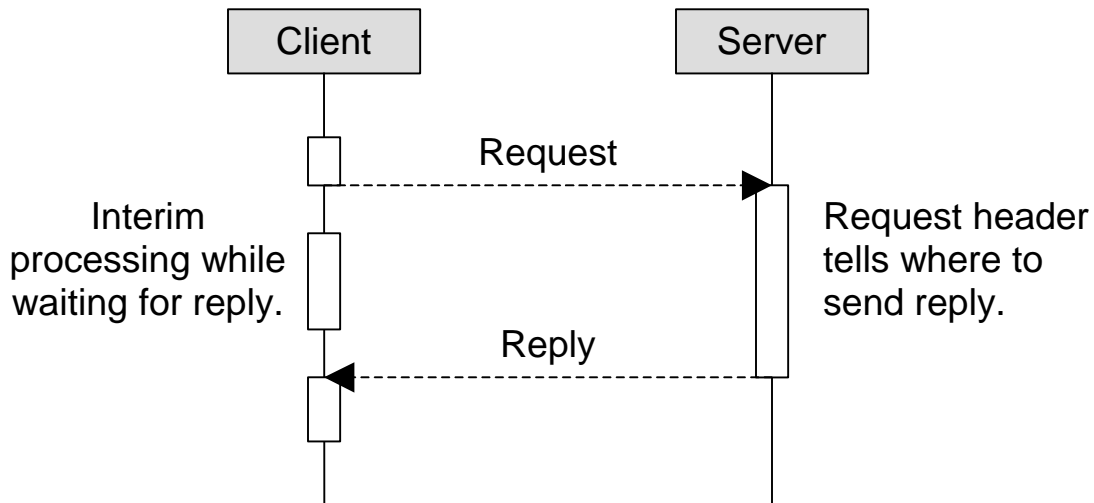 Client
Server
Request
Interim
processing while
waiting for reply.
Request header
tells where to
send reply.
Reply